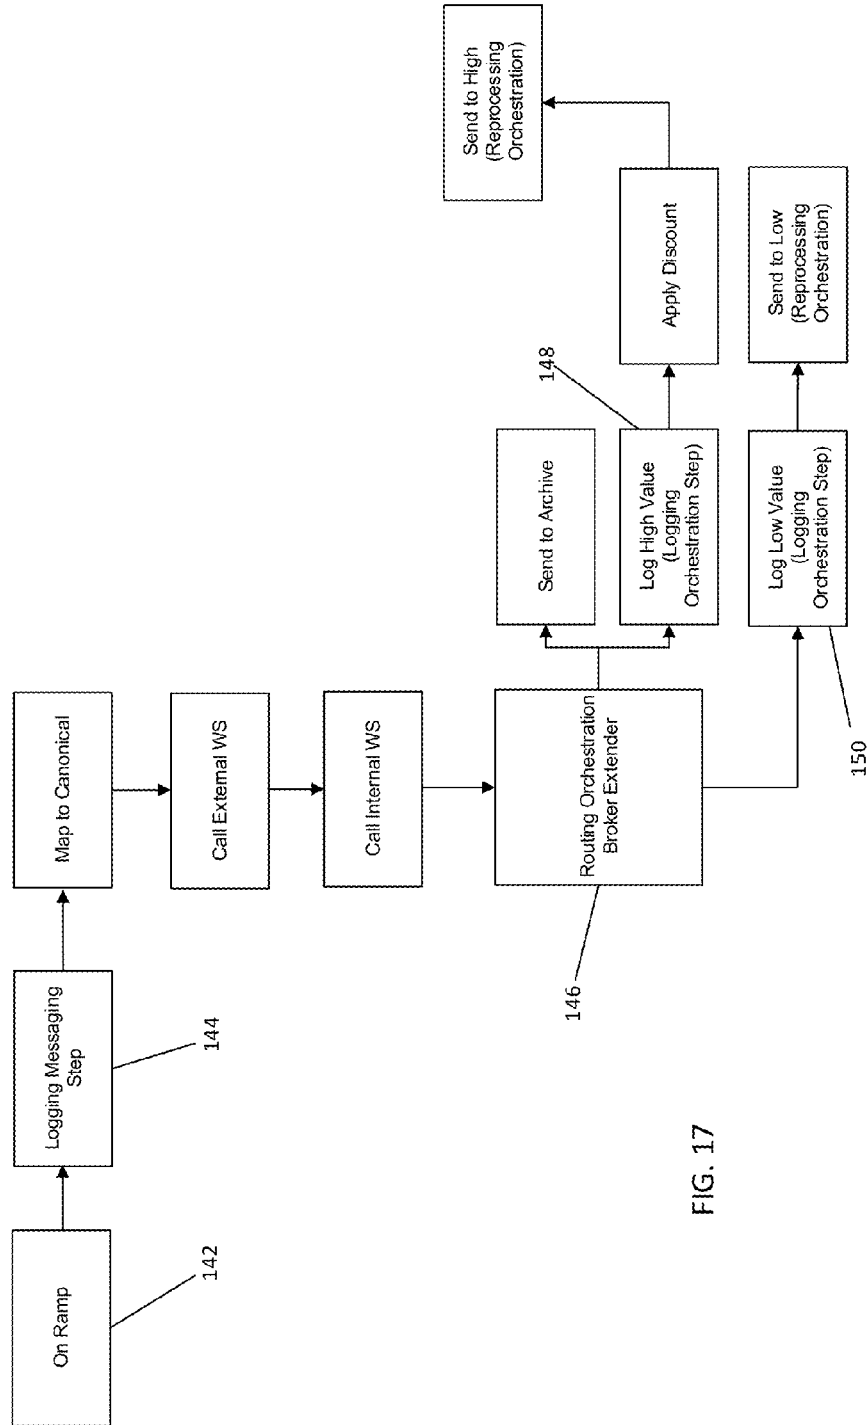 On Ramp
142
Logging Messaging
Step
144
Map to Canonical
Call External WS
Call Internal WS
Routing Orchestration
Broker Extender
146
Send to Archive
Log High Value
(Logging
Orchestration Step)
148
Apply Discount
Send to High
(Reprocessing
Orchestration)
Log Low Value
(Logging
Orchestration Step)
150
Send to Low
(Reprocessing
Orchestration)
FIG. 17